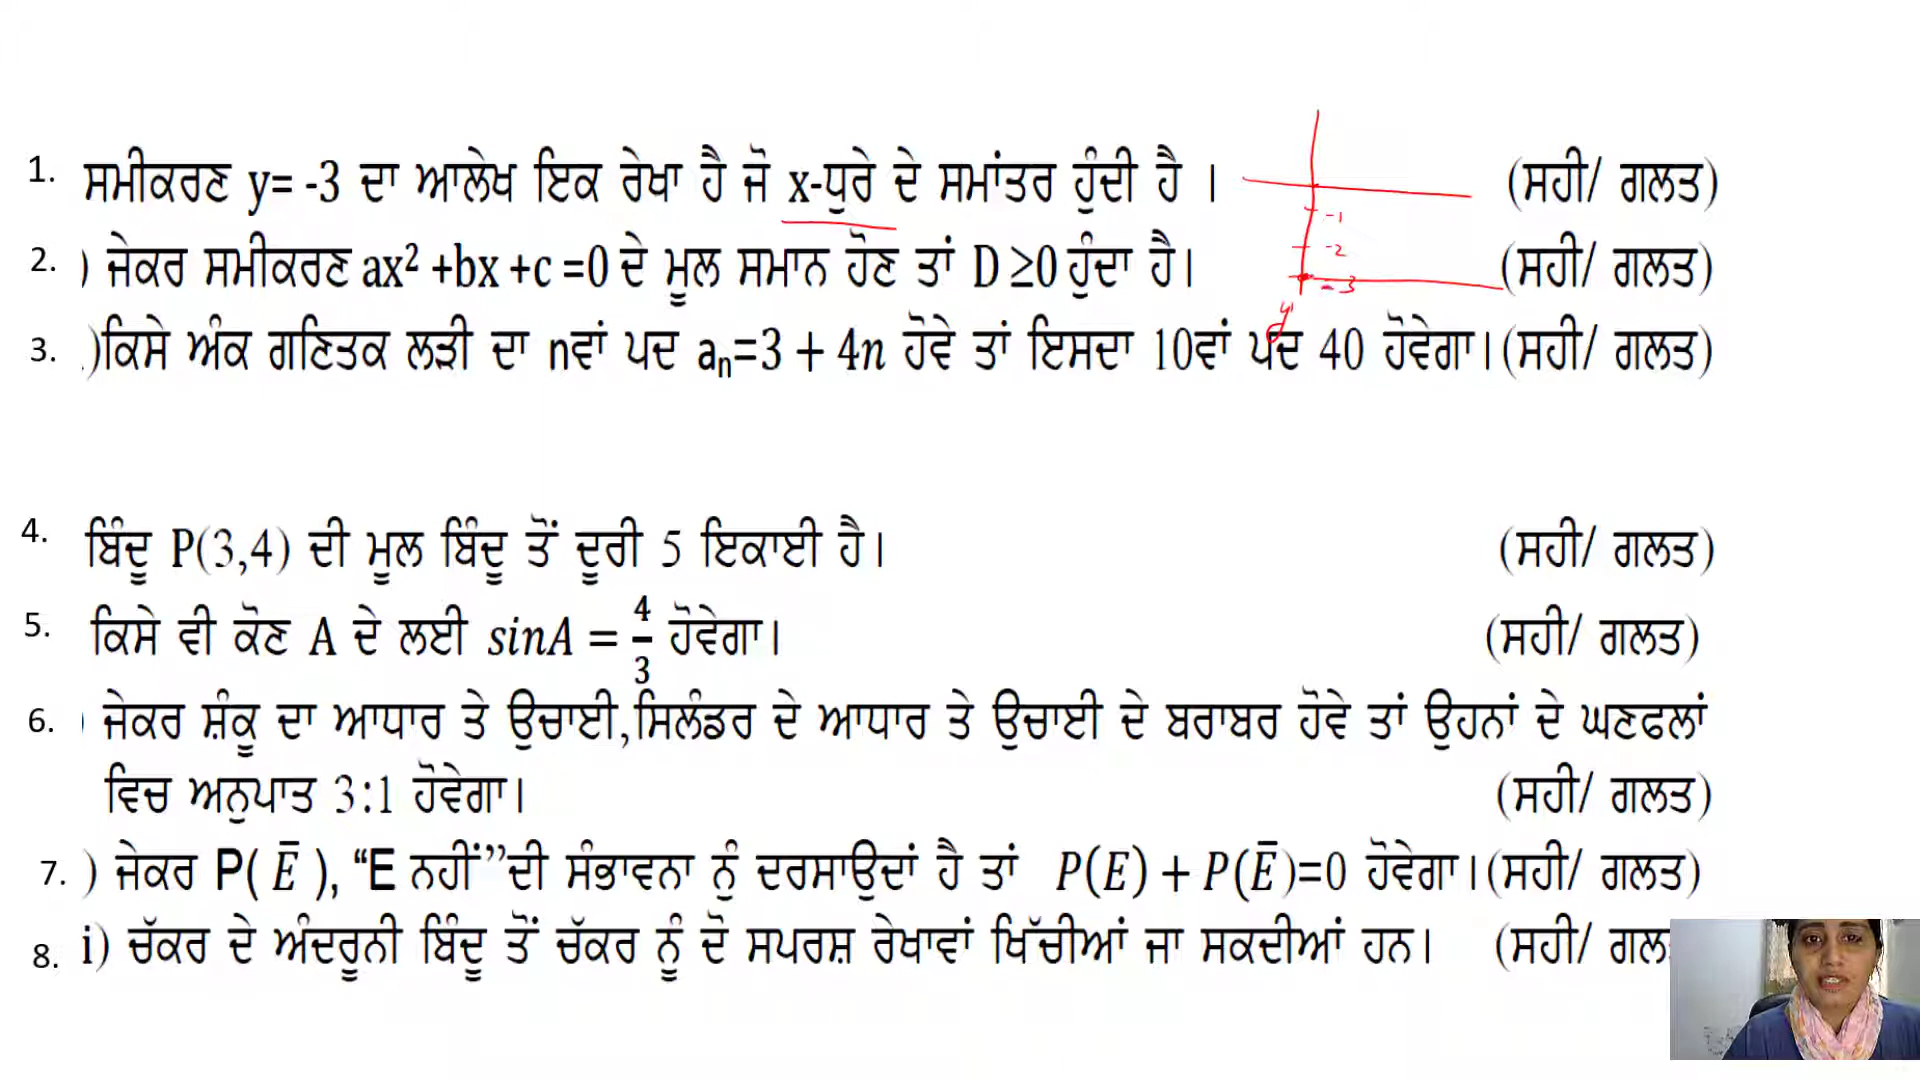 1. ਸਮੀਕਰਣ y= -3 ਦਾ ਆਲੇਖ ਇਕ ਰੇਖਾ ਹੈ ਜੋ x-ਧੁਰੇ ਦੇ ਸਮਾਂਤਰ ਹੁੰਦੀ ਹੈ । (ਸਹੀ/ ਗਲਤ)
-1
2. ) ਜੇਕਰ ਸਮੀਕਰਣ ax² +bx +c =0 ਦੇ ਮੂਲ ਸਮਾਨ ਹੋਣ ਤਾਂ D ≥0 ਹੁੰਦਾ ਹੈ। (ਸਹੀ/ ਗਲਤ)
-2
-3
y'
3. .)ਕਿਸੇ ਅੰਕ ਗਣਿਤਕ ਲੜੀ ਦਾ nਵਾਂ ਪਦ aₙ=3 + 4n ਹੋਵੇ ਤਾਂ ਇਸਦਾ 10ਵਾਂ ਪਦ 40 ਹੋਵੇਗਾ। (ਸਹੀ/ ਗਲਤ)
4. ਬਿੰਦੂ P(3,4) ਦੀ ਮੂਲ ਬਿੰਦੂ ਤੋਂ ਦੂਰੀ 5 ਇਕਾਈ ਹੈ। (ਸਹੀ/ ਗਲਤ)
5. ਕਿਸੇ ਵੀ ਕੋਣ A ਦੇ ਲਈ sinA = 4/3 ਹੋਵੇਗਾ। (ਸਹੀ/ ਗਲਤ)
6. ) ਜੇਕਰ ਸ਼ੰਕੂ ਦਾ ਆਧਾਰ ਤੇ ਉਚਾਈ,ਸਿਲੰਡਰ ਦੇ ਆਧਾਰ ਤੇ ਉਚਾਈ ਦੇ ਬਰਾਬਰ ਹੋਵੇ ਤਾਂ ਉਹਨਾਂ ਦੇ ਘਣਫਲਾਂ
ਵਿਚ ਅਨੁਪਾਤ 3:1 ਹੋਵੇਗਾ। (ਸਹੀ/ ਗਲਤ)
7. ) ਜੇਕਰ P( Ē ), “E ਨਹੀਂ”ਦੀ ਸੰਭਾਵਨਾ ਨੂੰ ਦਰਸਾਉਦਾਂ ਹੈ ਤਾਂ P(E) + P(Ē)=0 ਹੋਵੇਗਾ। (ਸਹੀ/ ਗਲਤ)
8. i) ਚੱਕਰ ਦੇ ਅੰਦਰੂਨੀ ਬਿੰਦੂ ਤੋਂ ਚੱਕਰ ਨੂੰ ਦੋ ਸਪਰਸ਼ ਰੇਖਾਵਾਂ ਖਿੱਚੀਆਂ ਜਾ ਸਕਦੀਆਂ ਹਨ। (ਸਹੀ/